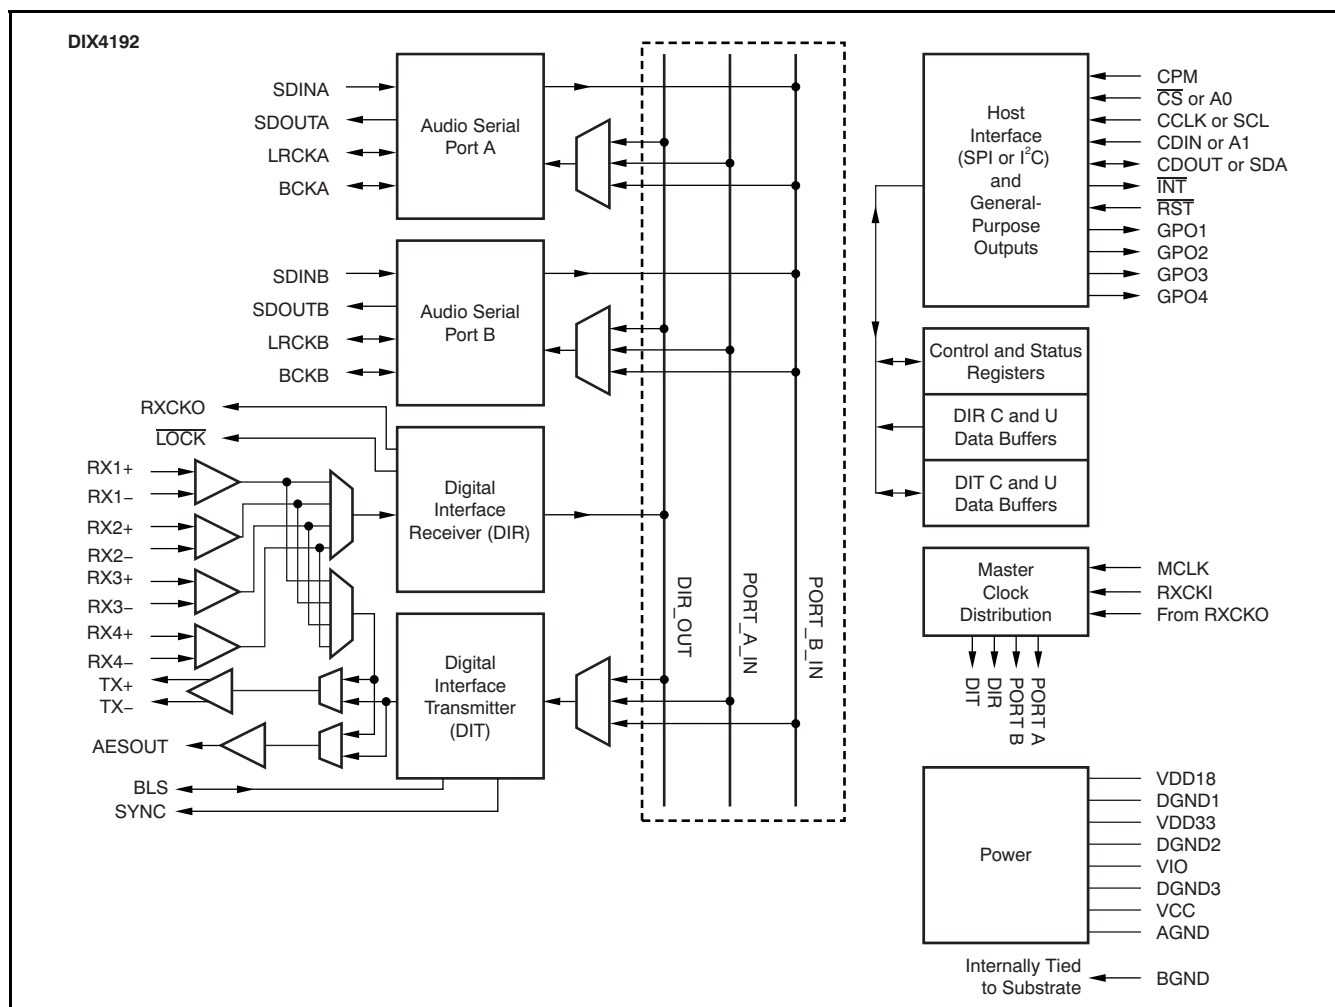 DIX4192
SDINA
SDOUTA
LRCKA
BCKA
Audio Serial
Port A
SDINB
SDOUTB
LRCKB
BCKB
Audio Serial
Port B
RXCKO
LOCK
RX1+
RX1−
RX2+
RX2−
RX3+
RX3−
RX4+
RX4−
TX+
TX−
AESOUT
BLS
SYNC
Digital
Interface
Receiver (DIR)
Digital
Interface
Transmitter
(DIT)
DIR_OUT
PORT_A_IN
PORT_B_IN
Host
Interface
(SPI or I²C)
and
General-
Purpose
Outputs
CPM
CS or A0
CCLK or SCL
CDIN or A1
CDOUT or SDA
INT
RST
GPO1
GPO2
GPO3
GPO4
Control and Status
Registers
DIR C and U
Data Buffers
DIT C and U
Data Buffers
Master
Clock
Distribution
MCLK
RXCKI
From RXCKO
DIT
DIR
PORT B
PORT A
Power
VDD18
DGND1
VDD33
DGND2
VIO
DGND3
VCC
AGND
Internally Tied
to Substrate
BGND